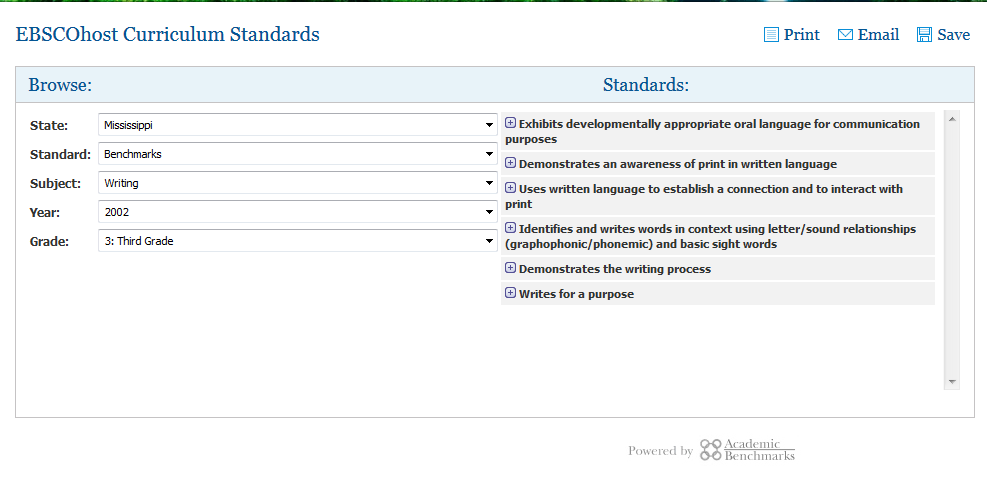 EBSCOhost Curriculum Standards
Print Email Save
Browse:
Standards:
State: Mississippi
Standard: Benchmarks
Subject: Writing
Year: 2002
Grade: 3: Third Grade
Exhibits developmentally appropriate oral language for communication
purposes
Demonstrates an awareness of print in written language
Uses written language to establish a connection and to interact with
print
Identifies and writes words in context using letter/sound relationships
(graphophonic/phonemic) and basic sight words
Demonstrates the writing process
Writes for a purpose
Powered by Academic
Benchmarks